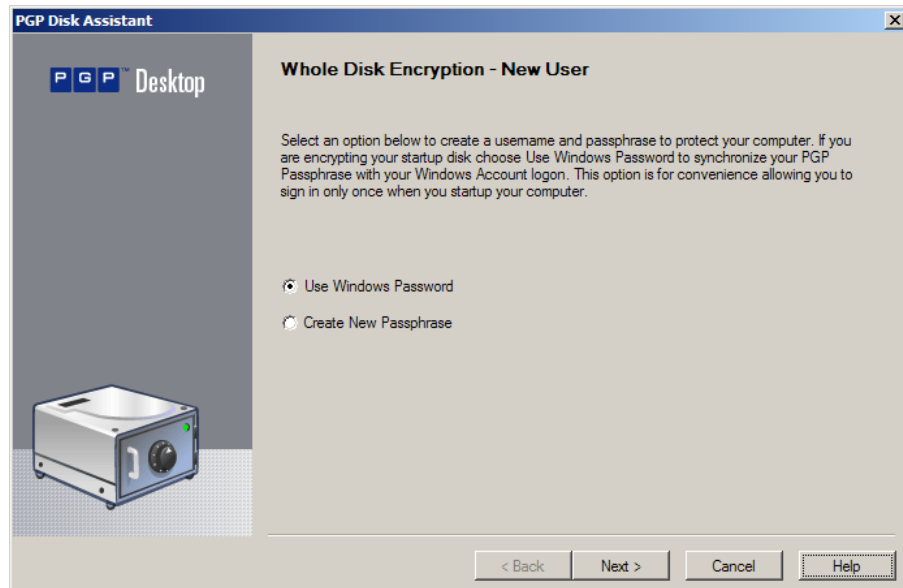 PGP Disk Assistant
PGP™ Desktop
Whole Disk Encryption - New User
Select an option below to create a username and passphrase to protect your computer. If you
are encrypting your startup disk choose Use Windows Password to synchronize your PGP
Passphrase with your Windows Account logon. This option is for convenience allowing you to
sign in only once when you startup your computer.
Use Windows Password
Create New Passphrase
< Back Next > Cancel Help